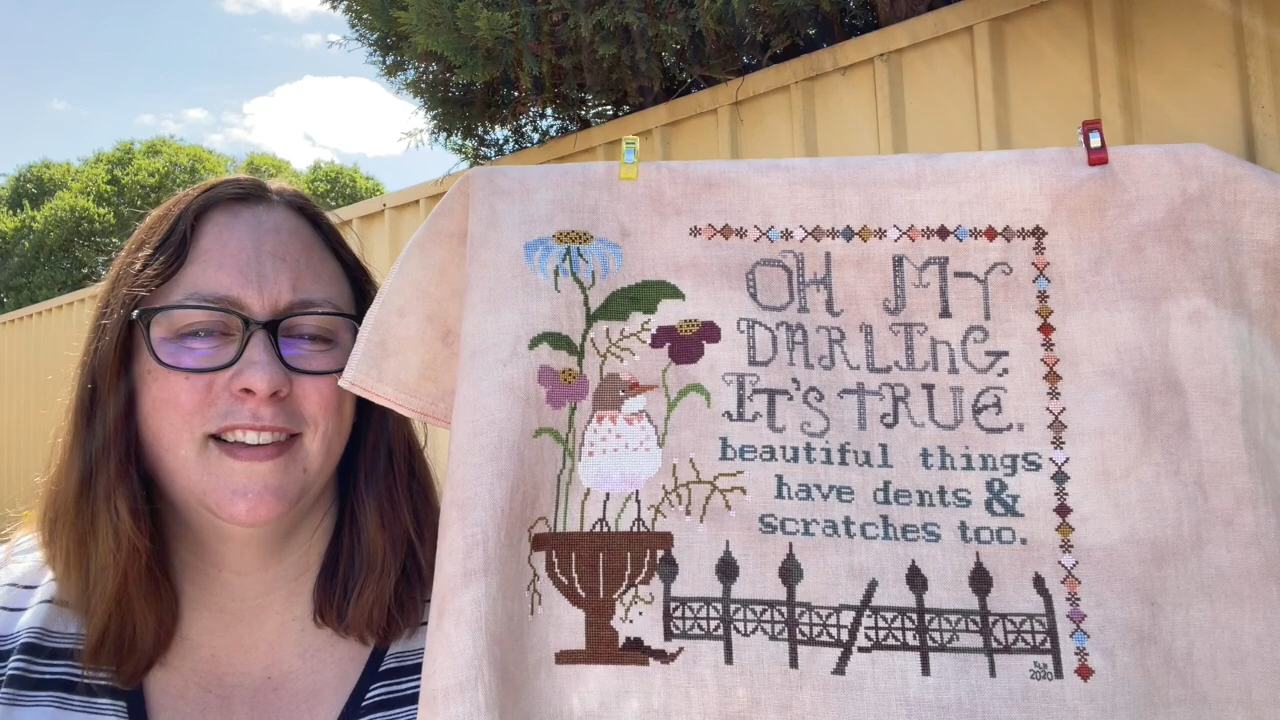 OH MY
DARLING,
IT'S TRUE.
beautiful things
have dents &
scratches too.
2020